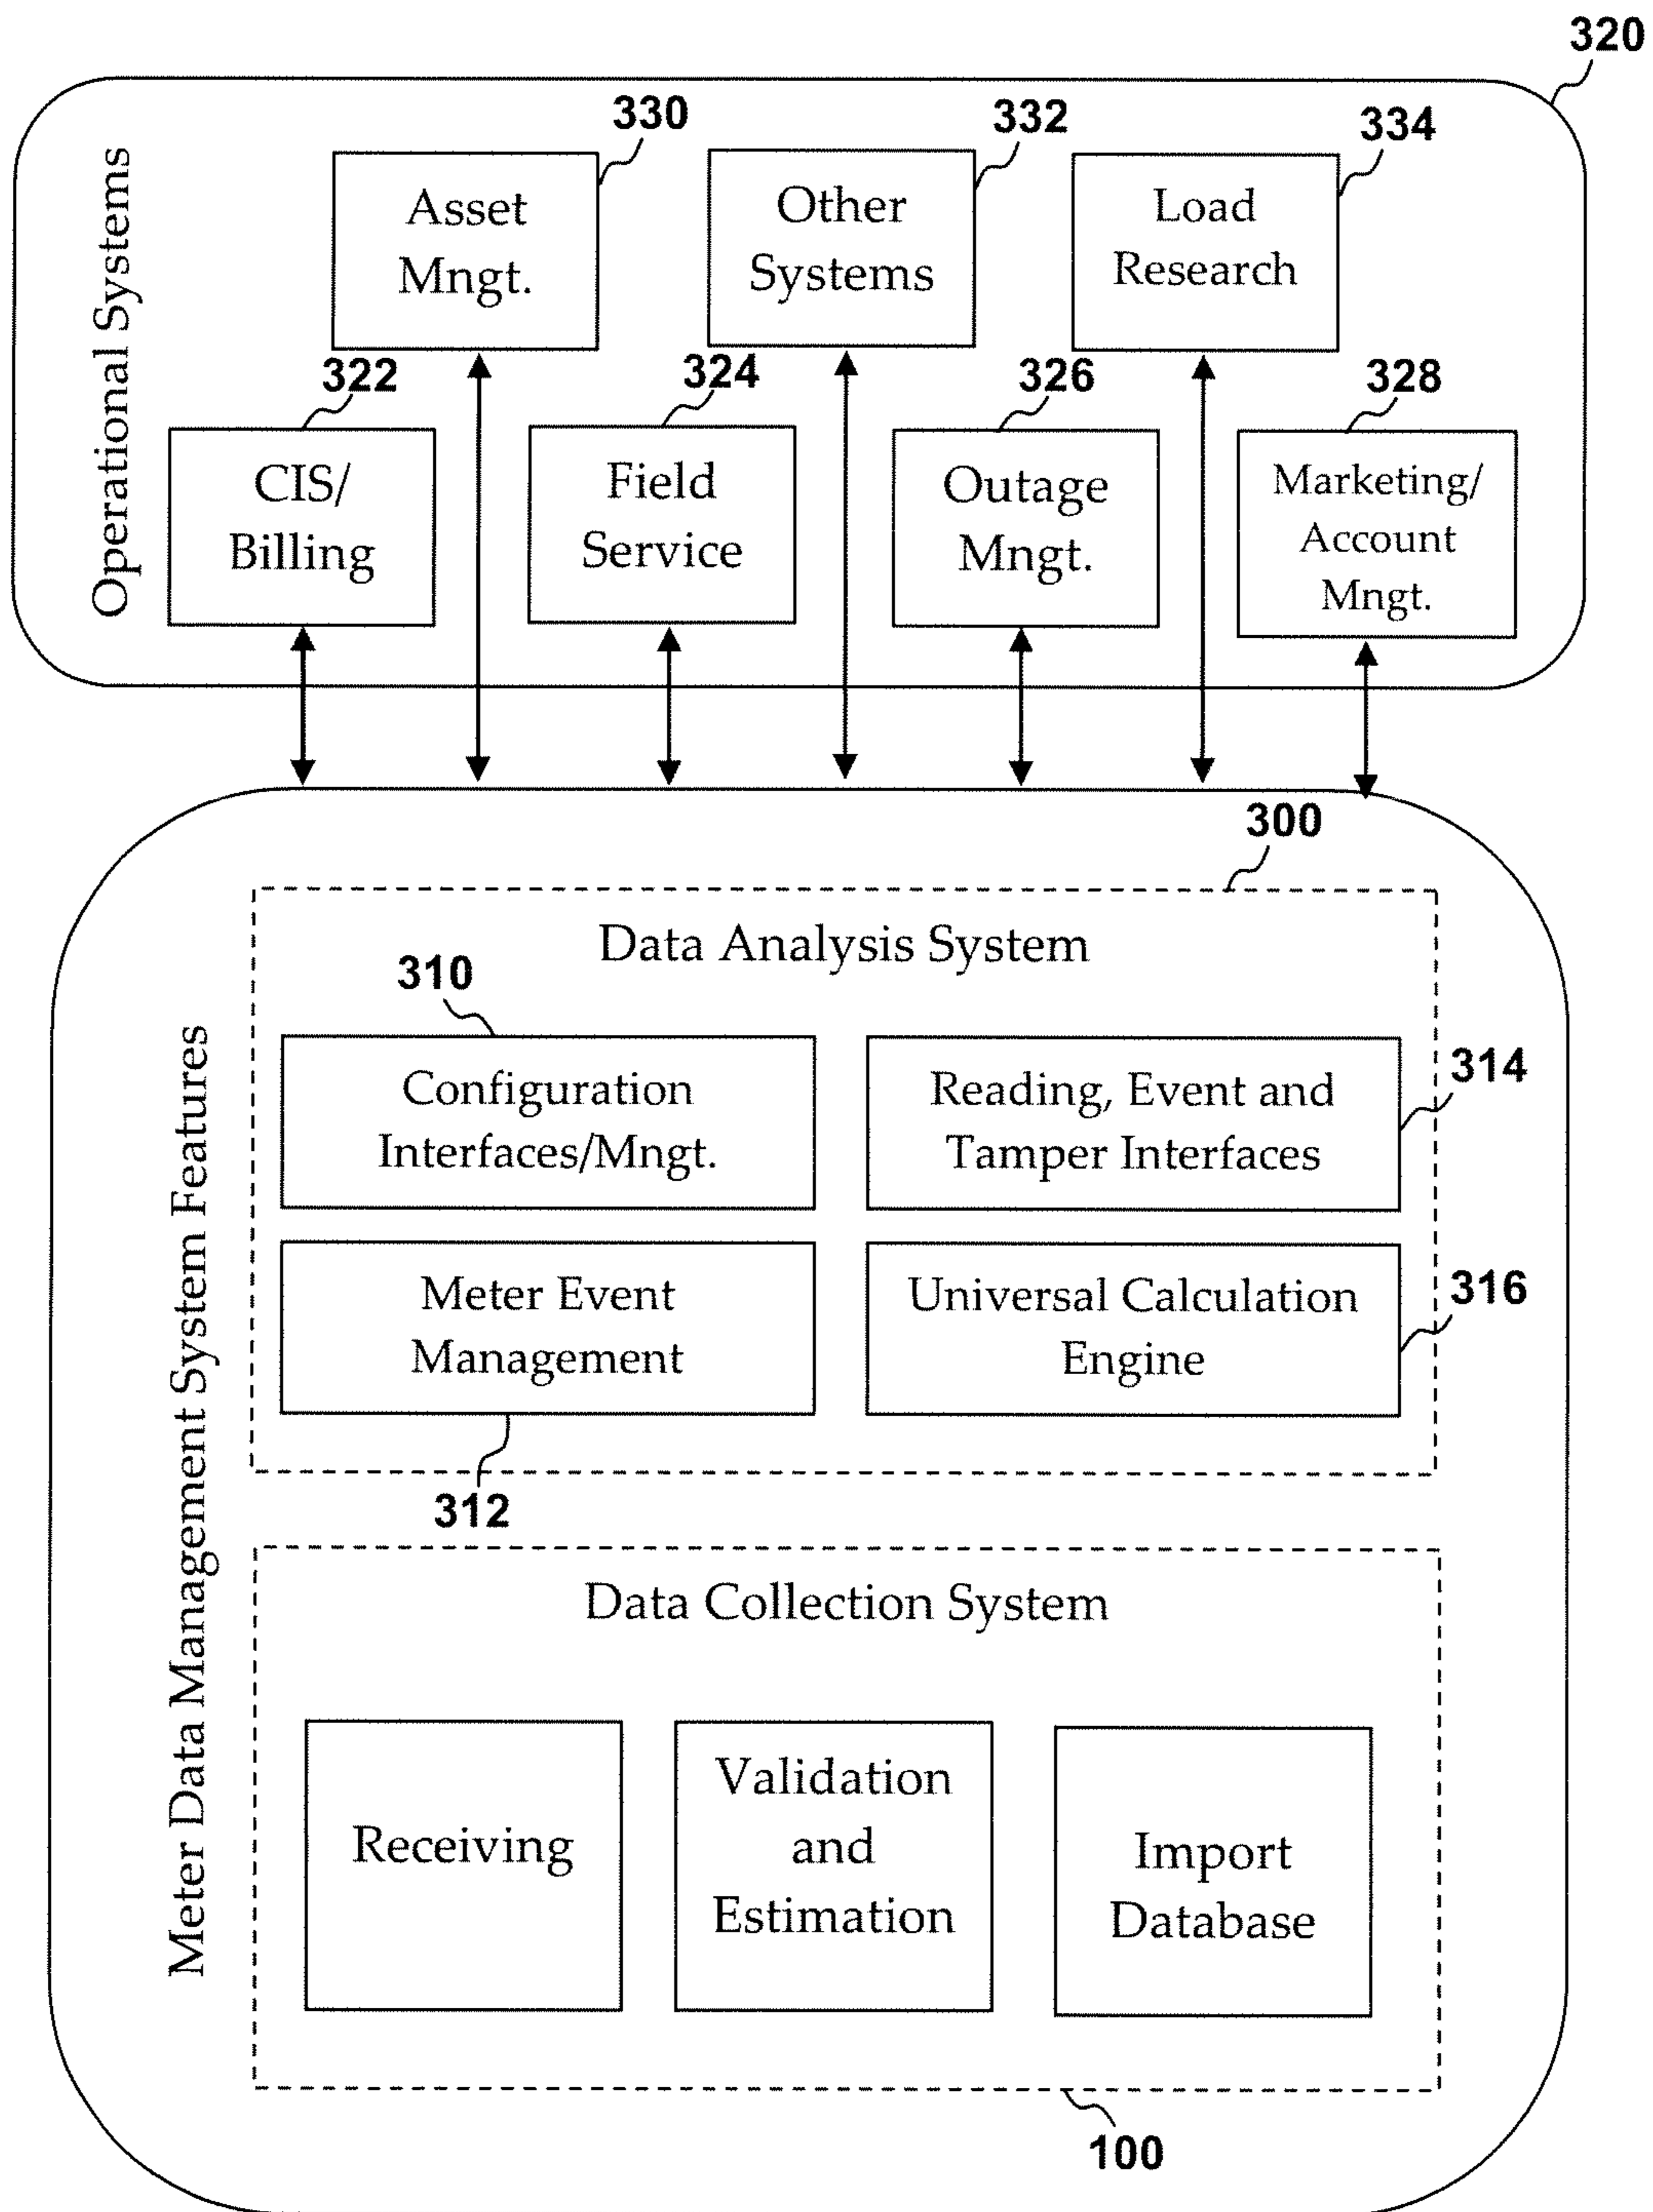 320
Operational Systems
330
332
334
Asset
Mngt.
Other
Systems
Load
Research
322
324
326
328
CIS/
Billing
Field
Service
Outage
Mngt.
Marketing/
Account
Mngt.
Meter Data Management System Features
300
Data Analysis System
310
Configuration
Interfaces/Mngt.
Reading, Event and
Tamper Interfaces
314
Meter Event
Management
Universal Calculation
Engine
316
312
Data Collection System
Receiving
Validation
and
Estimation
Import
Database
100